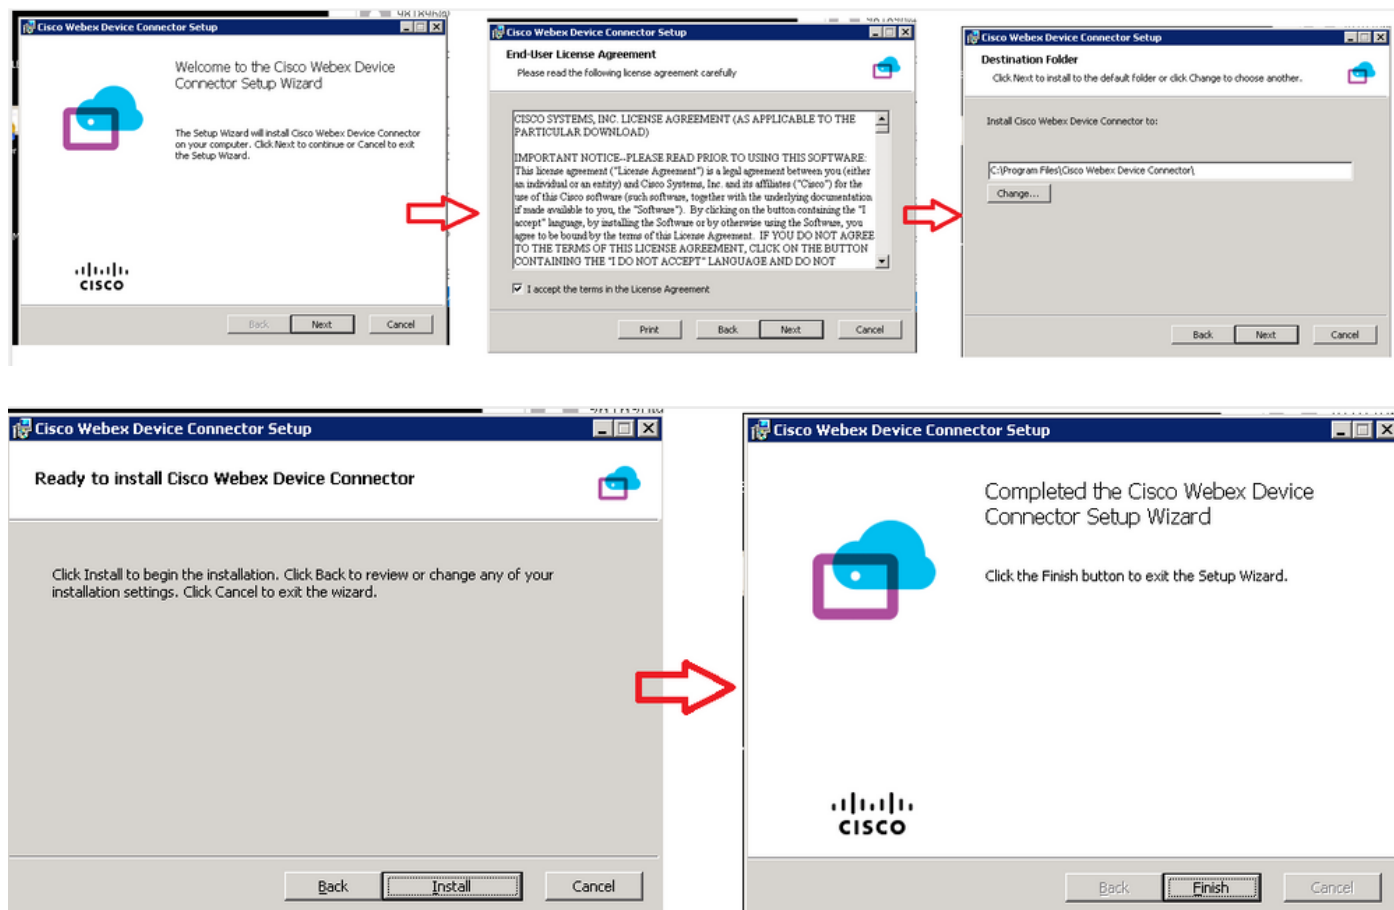 Cisco Webex Device Connector Setup
Welcome to the Cisco Webex Device
Connector Setup Wizard
The Setup Wizard will install Cisco Webex Device Connector
on your computer. Click Next to continue or Cancel to exit
the Setup Wizard.
CISCO
Back
Next
Cancel
Cisco Webex Device Connector Setup
End-User License Agreement
Please read the following license agreement carefully
CISCO SYSTEMS, INC. LICENSE AGREEMENT (AS APPLICABLE TO THE
PARTICULAR DOWNLOAD)
IMPORTANT NOTICE--PLEASE READ PRIOR TO USING THIS SOFTWARE:
This license agreement ("License Agreement") is a legal agreement between you (either
an individual or an entity) and Cisco Systems, Inc. and its affiliates ("Cisco") for the
use of this Cisco software (such software, together with the underlying documentation
if made available to you, the "Software"). By clicking on the button containing the "I
accept" language, by installing the Software or by otherwise using the Software, you
agree to be bound by the terms of this License Agreement. IF YOU DO NOT AGREE
TO THE TERMS OF THIS LICENSE AGREEMENT, CLICK ON THE BUTTON
CONTAINING THE "I DO NOT ACCEPT" LANGUAGE AND DO NOT
I accept the terms in the License Agreement
Print
Back
Next
Cancel
Cisco Webex Device Connector Setup
Destination Folder
Click Next to install to the default folder or click Change to choose another.
Install Cisco Webex Device Connector to:
C:\Program Files\Cisco Webex Device Connector\
Change...
Back
Next
Cancel
Cisco Webex Device Connector Setup
Ready to install Cisco Webex Device Connector
Click Install to begin the installation. Click Back to review or change any of your
installation settings. Click Cancel to exit the wizard.
Back
Install
Cancel
Cisco Webex Device Connector Setup
Completed the Cisco Webex Device
Connector Setup Wizard
Click the Finish button to exit the Setup Wizard.
CISCO
Back
Finish
Cancel